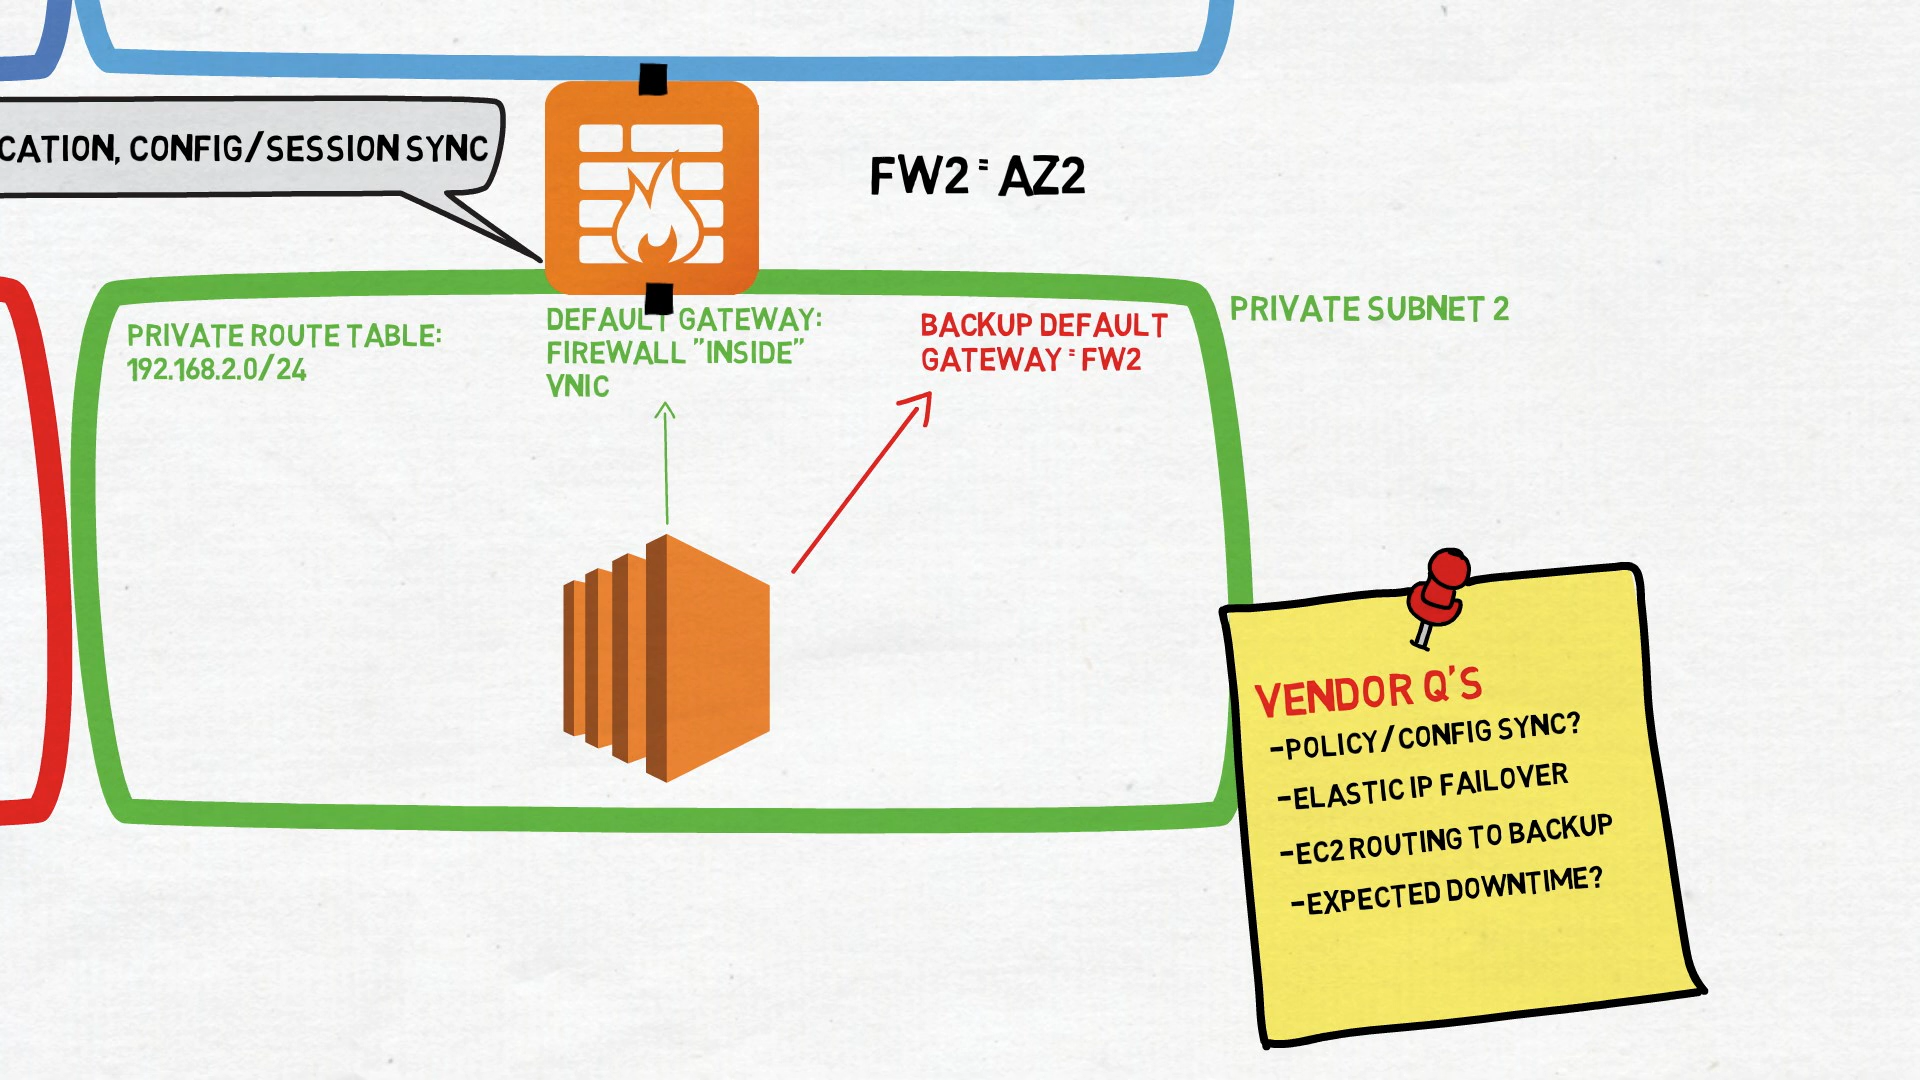 CATION, CONFIG/SESSION SYNC
FW2 = AZ2
PRIVATE SUBNET 2
PRIVATE ROUTE TABLE:
192.168.2.0/24
DEFAULT GATEWAY:
FIREWALL "INSIDE"
VNIC
BACKUP DEFAULT
GATEWAY = FW2
VENDOR Q'S
-POLICY/CONFIG SYNC?
-ELASTIC IP FAILOVER
-EC2 ROUTING TO BACKUP
-EXPECTED DOWNTIME?